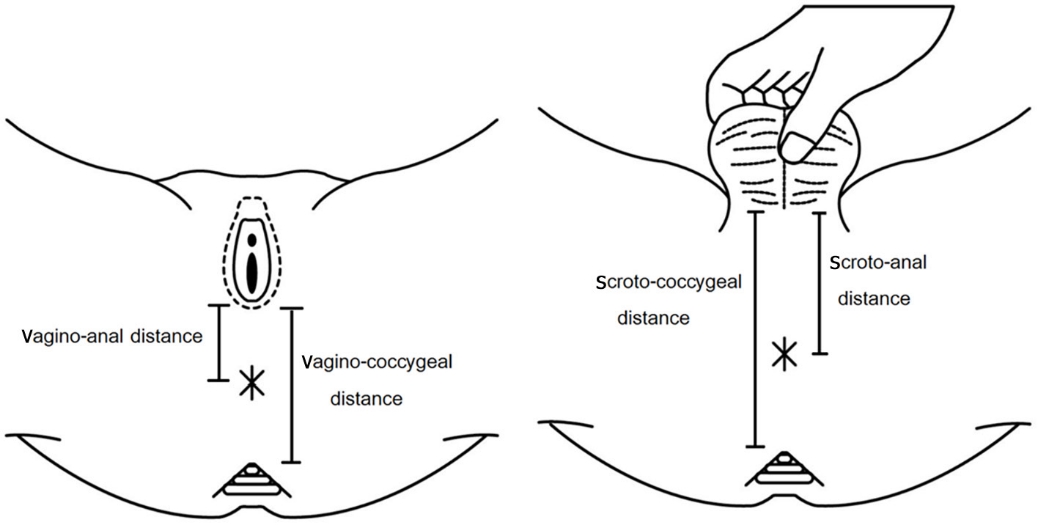 Vagino-anal distance
Vagino-coccygeal
distance
Scroto-coccygeal
distance
Scroto-anal
distance